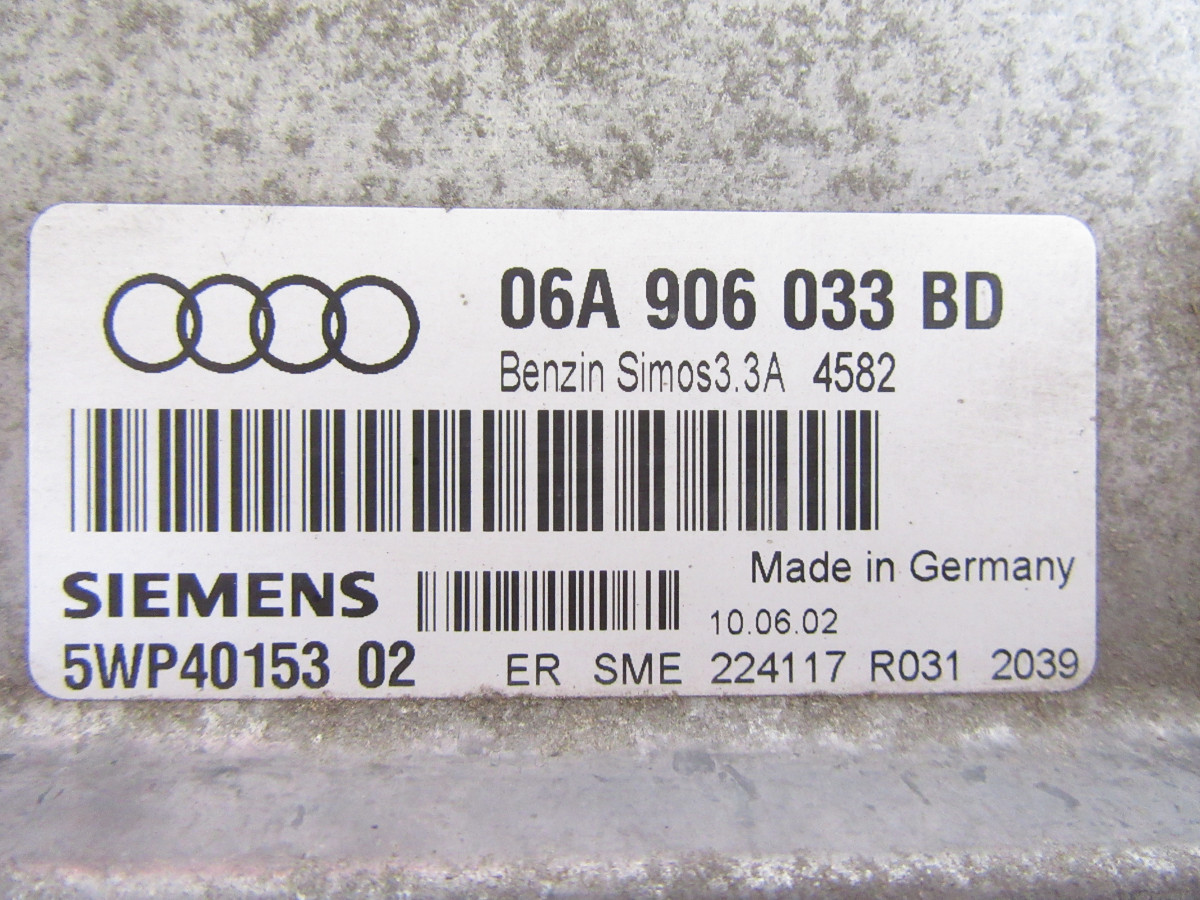 06A 906 033 BD
Benzin Simos3.3A 4582
Made in Germany
SIEMENS
10.06.02
5WP40153 02
ER SME 224117 R031 2039